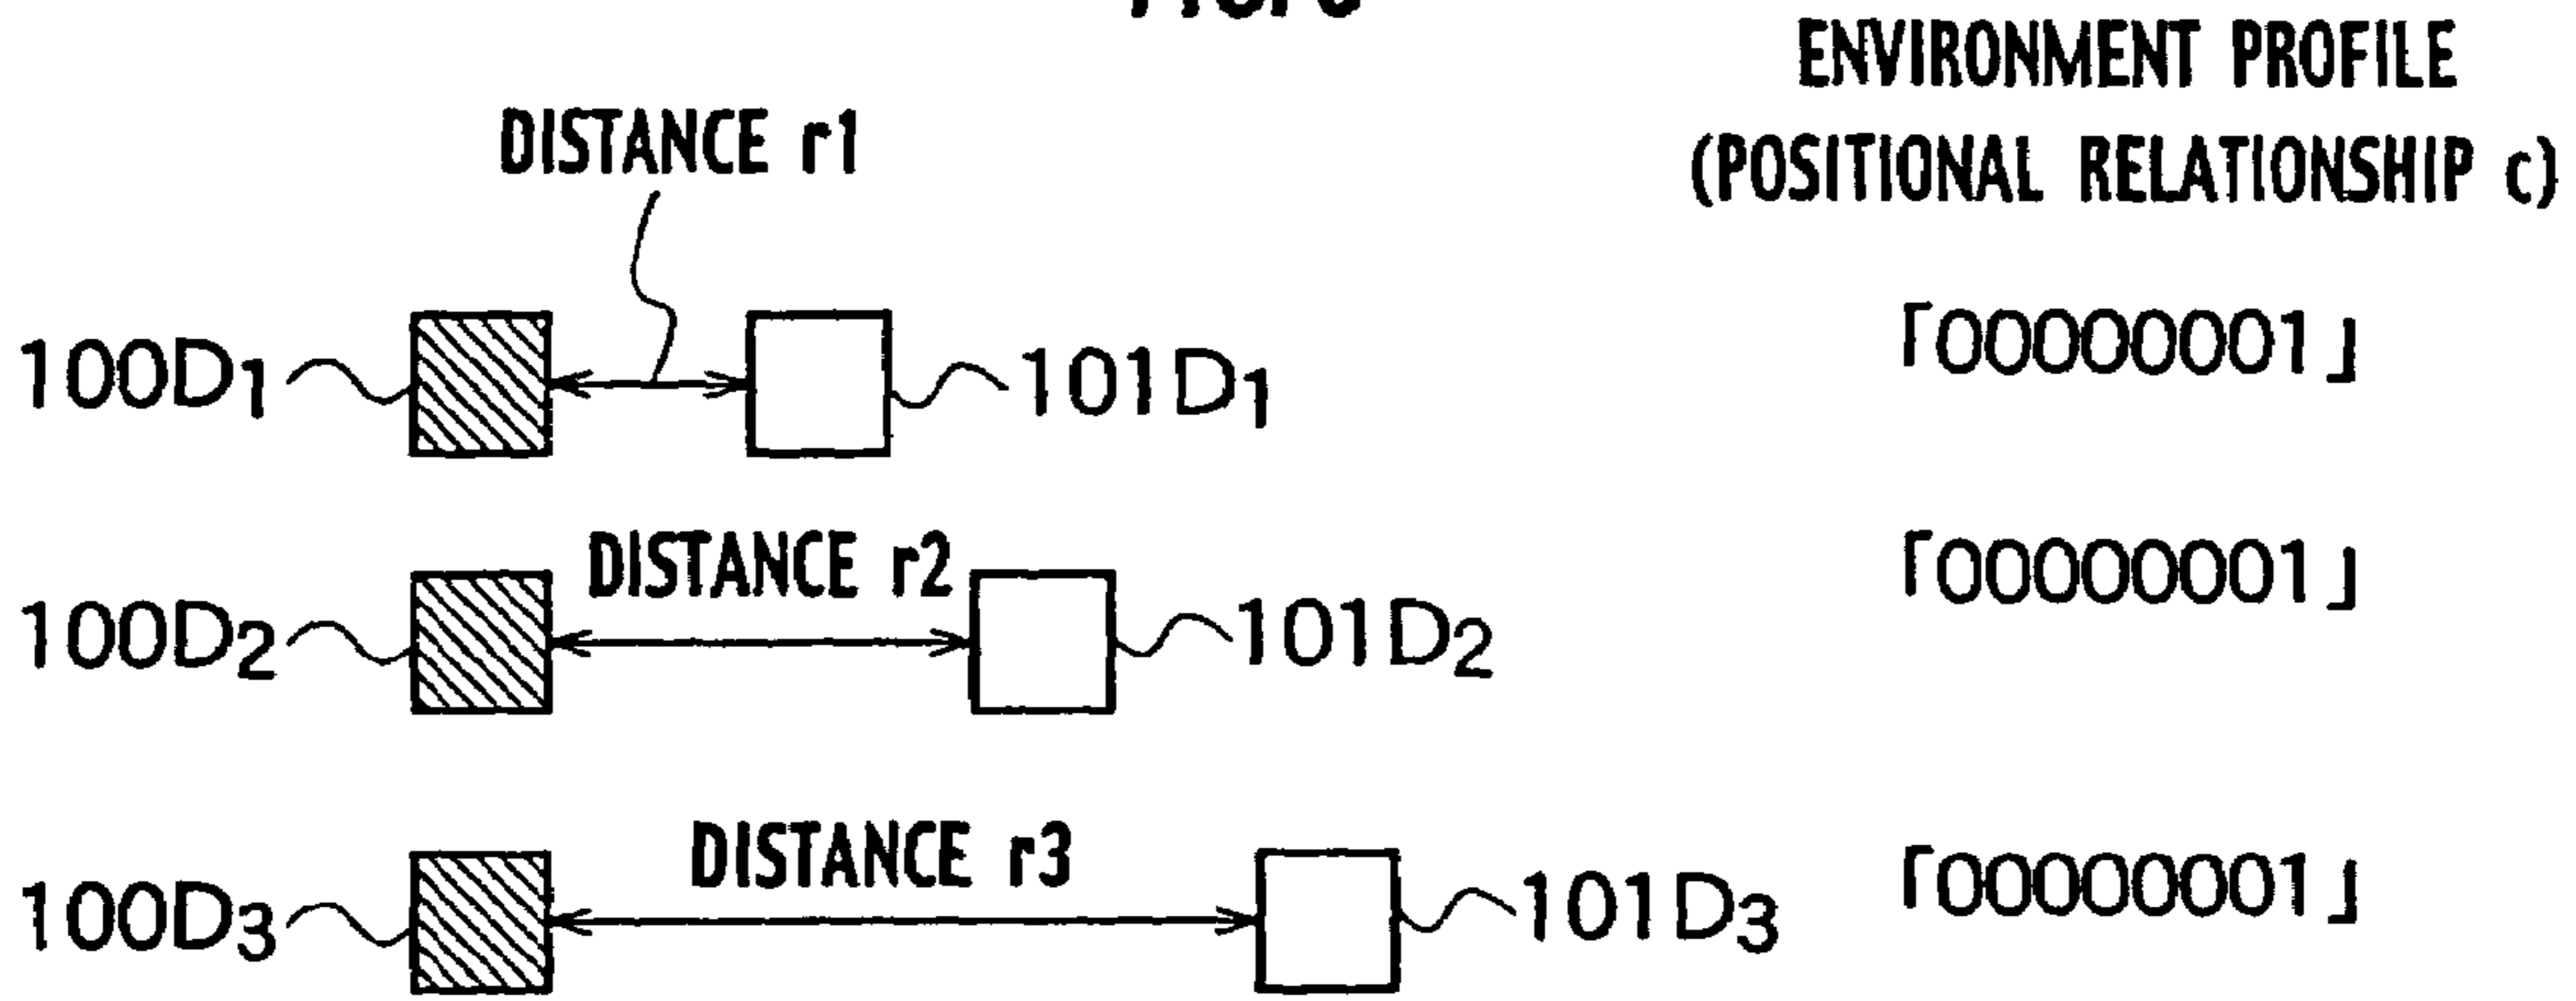 ENVIRONMENT PROFILE
(POSITIONAL RELATIONSHIP c)
DISTANCE r1
100D1
101D1
「00000001」
DISTANCE r2
100D2
101D2
「00000001」
DISTANCE r3
100D3
101D3
「00000001」